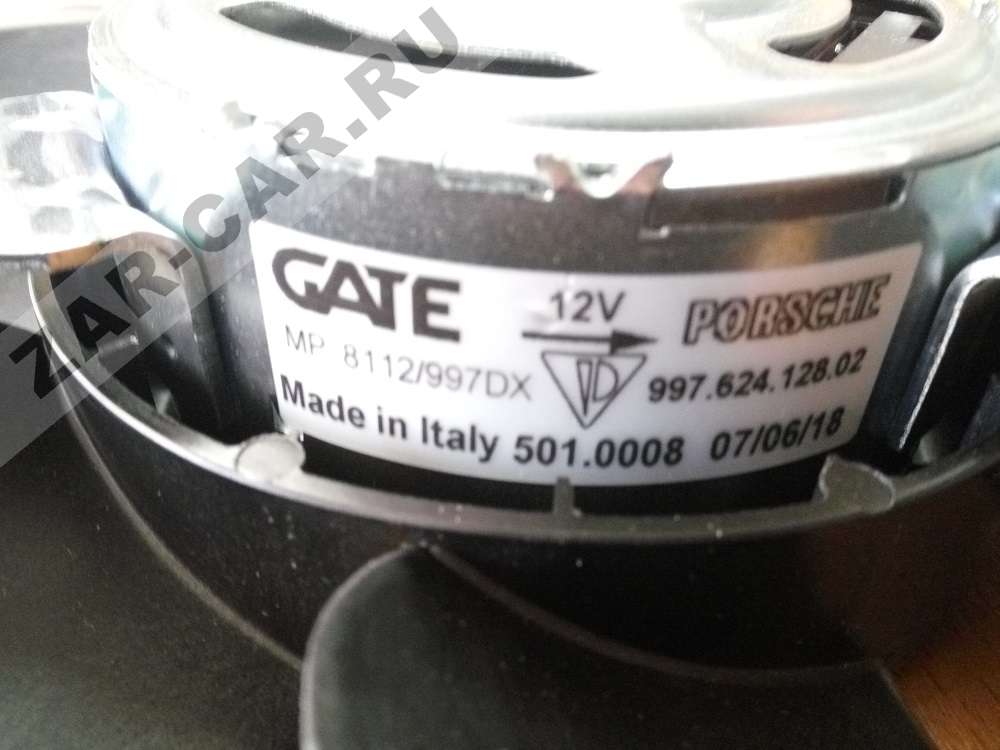 GATE
12V
PORSCHE
MP 8112/997DX
997.624.128.02
Made in Italy 501.0008 07/06/18
ZAR-CAR.RU